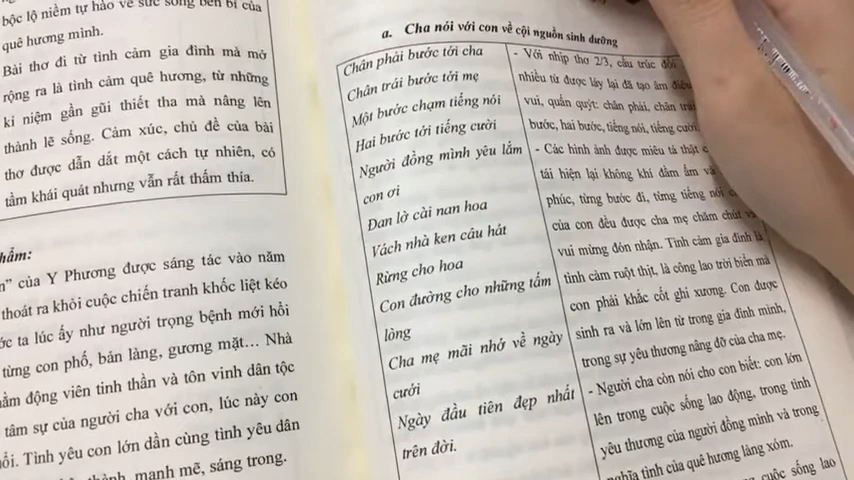 bộc lộ niềm tự hào về sức sống bền bỉ của
quê hương mình.
Bài thơ đi từ tình cảm gia đình mà mở
rộng ra là tình cảm quê hương, từ những
kỉ niệm gần gũi thiết tha mà nâng lên
thành lẽ sống. Cảm xúc, chủ đề của bài
thơ được dẫn dắt một cách tự nhiên, có
tầm khái quát nhưng vẫn rất thấm thía.
phẩm:
của Y Phương được sáng tác vào năm
thoát ra khỏi cuộc chiến tranh khốc liệt kéo
ta lúc ấy như người trọng bệnh mới hồi
từng con phố, bản làng, gương mặt... Nhà
động viên tinh thần và tôn vinh dân tộc
tâm sự của người cha với con, lúc này con
Tình yêu con lớn dần cùng tình yêu dân
mạnh mẽ, sáng trong.
a. Cha nói với con về cội nguồn sinh dưỡng
Chân phải bước tới cha
Chân trái bước tới mẹ
Một bước chạm tiếng nói
Hai bước tới tiếng cười
Người đồng mình yêu lắm
con ơi
Đan lờ cài nan hoa
Vách nhà ken câu hát
Rừng cho hoa
Con đường cho những tấm
lòng
Cha mẹ mãi nhớ về ngày
cưới
Ngày đầu tiên đẹp nhất
trên đời.
- Với nhịp thơ 2/3, cấu trúc đối
nhiều từ được láy lại đã tạo âm điệu
vui, quấn quýt: chân phải, chân trái
bước, hai bước, tiếng nói, tiếng cười.
- Các hình ảnh được miêu tả thật
tái hiện lại không khí đầm ấm và
phúc, từng bước đi, từng tiếng nói
của con đều được cha mẹ chăm chút và
vui mừng đón nhận. Tình cảm gia đình là
tình cảm ruột thịt, là công lao trời biển mà
con phải khắc cốt ghi xương. Con được
sinh ra và lớn lên từ trong gia đình mình,
trong sự yêu thương nâng đỡ của cha mẹ.
- Người cha còn nói cho con biết: con lớn
lên trong cuộc sống lao động, trong tình
yêu thương của người đồng mình và trong
nghĩa tình của quê hương làng xóm.
cuộc sống lao